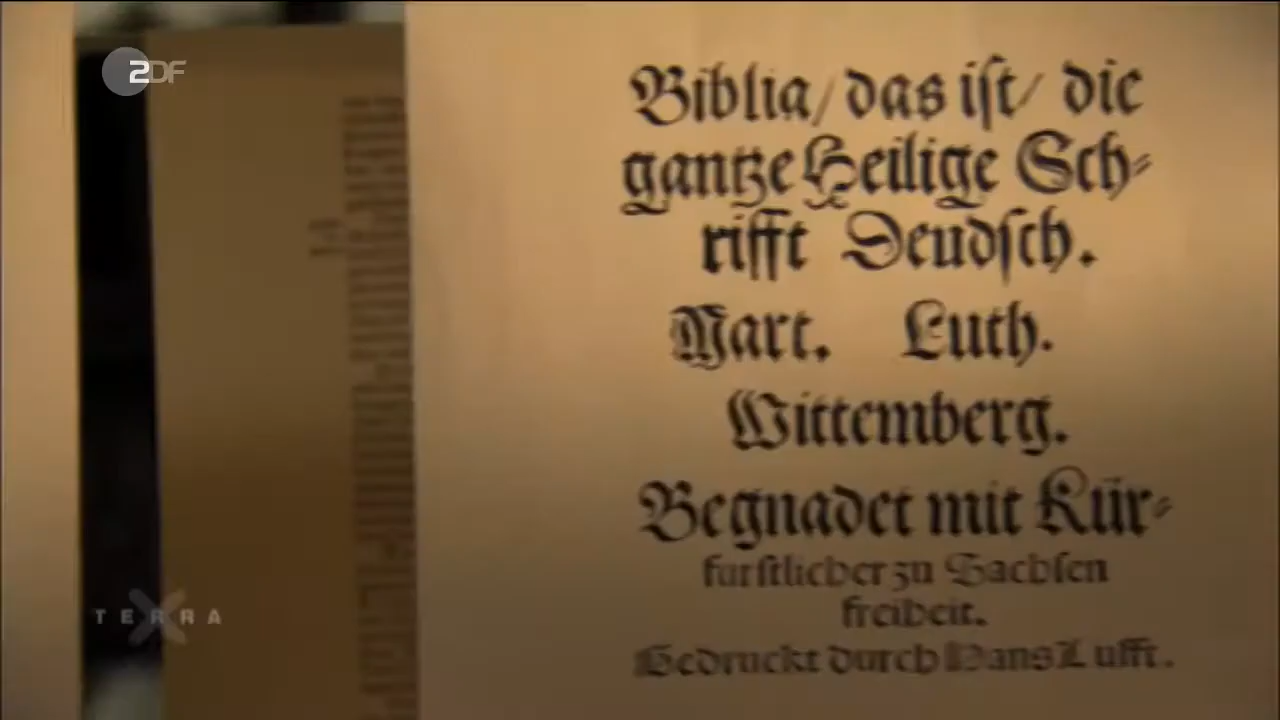 ZDF
Biblia/das ist/ die
gantze Heilige Sch-
rifft Deudsch.
Mart. Luth.
Wittemberg.
Begnadet mit Kür-
furstlicher zu Sachsen
freiheit.
Gedruckt durch Hans Lufft.
TERRA X